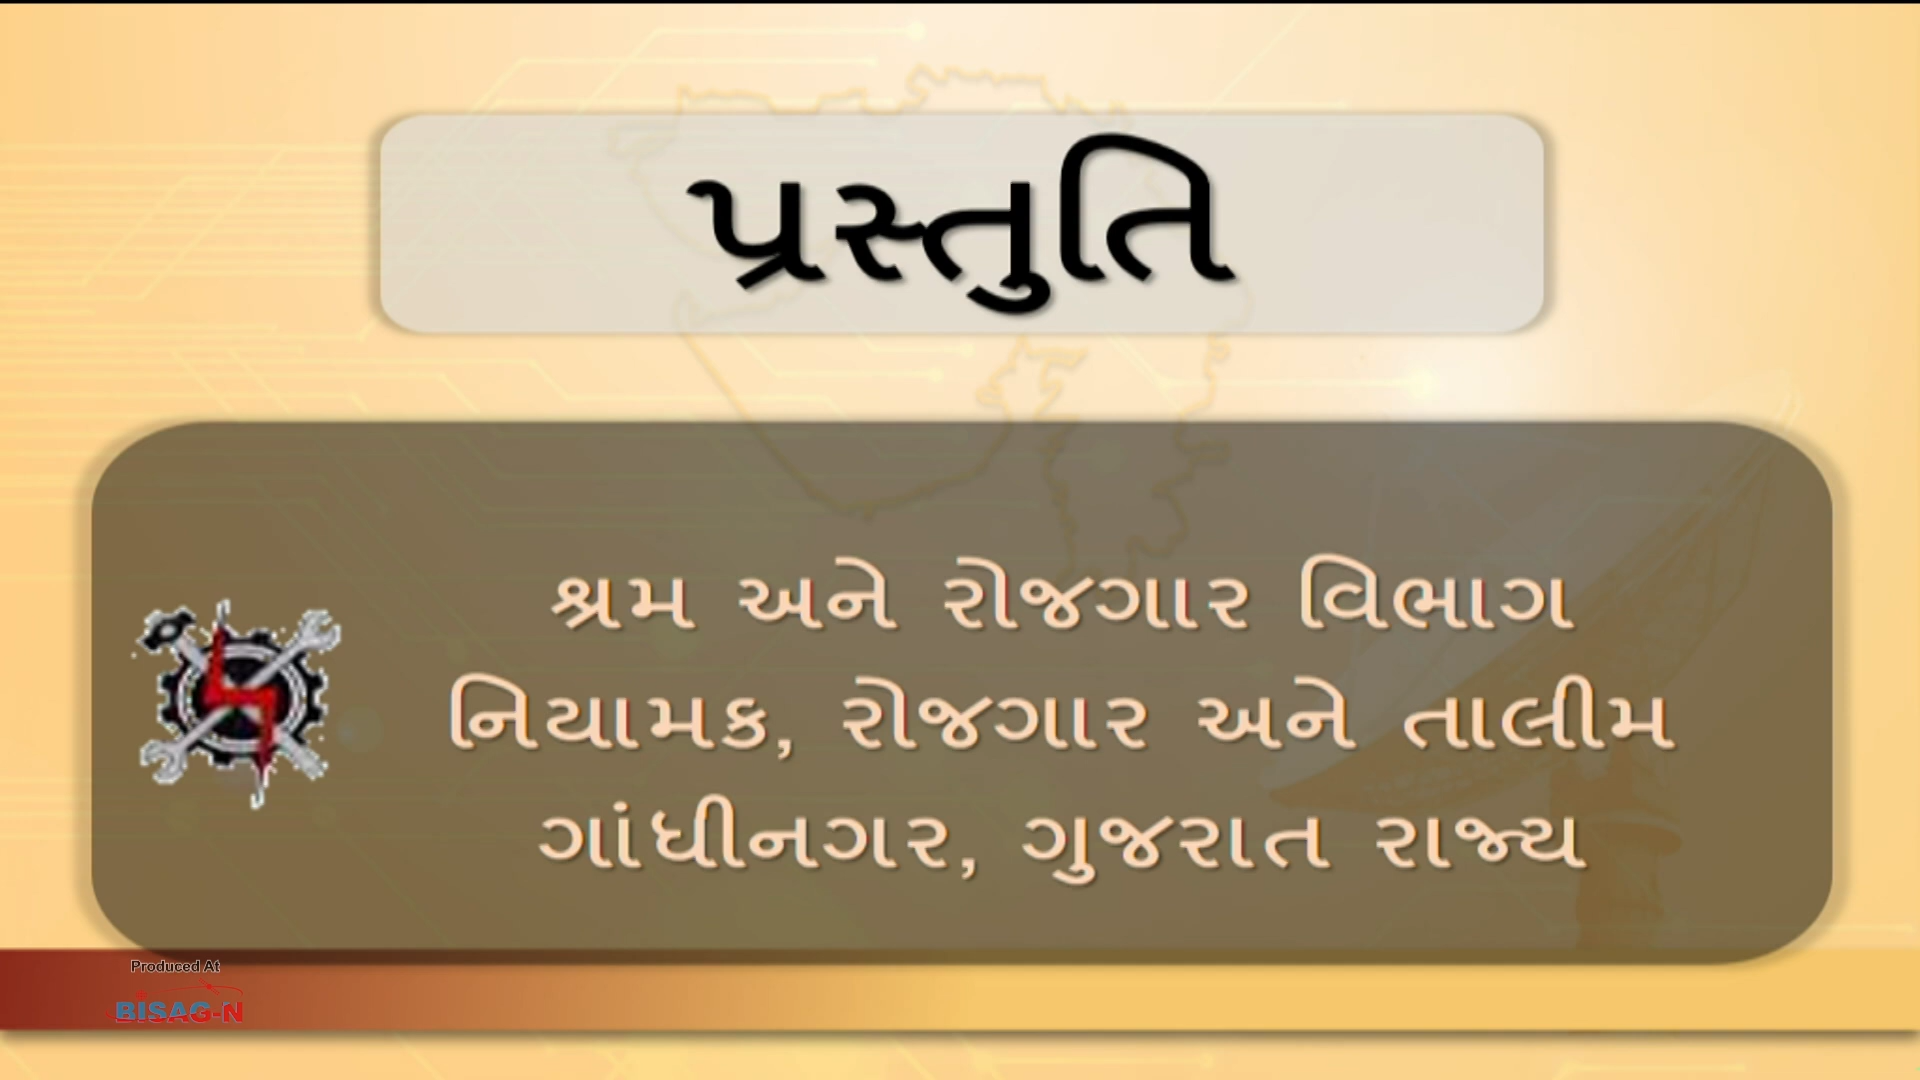 પ્રસ્તુતિ
શ્રમ અને રોજગાર વિભાગ
નિયામક, રોજગાર અને તાલીમ
ગાંધીનગર, ગુજરાત રાજ્ય
Produced At
BISAG-N